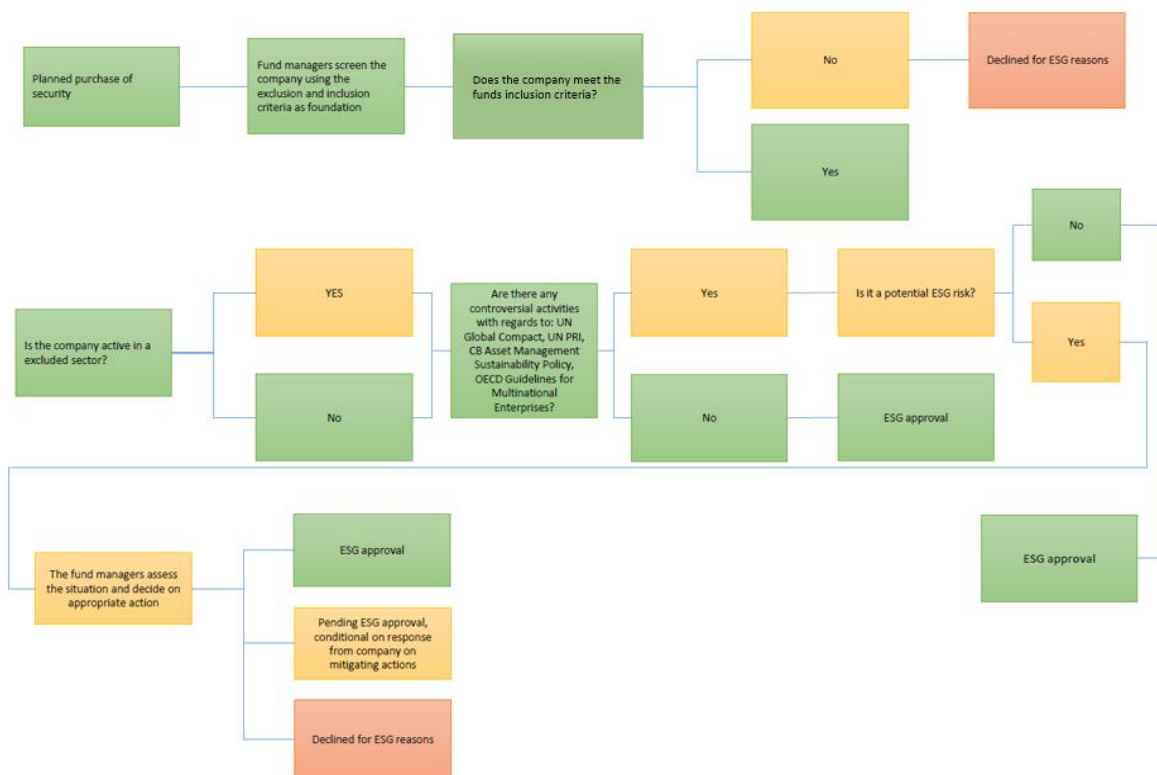 Planned purchase of
security
Fund managers screen the
company using the
exclusion and inclusion
criteria as foundation
Does the company meet the
funds inclusion criteria?
No
Declined for ESG reasons
Yes
Is the company active in a
excluded sector?
YES
No
Are there any
controversial activities
with regards to: UN
Global Compact, UN PRI,
CB Asset Management
Sustainability Policy,
OECD Guidelines for
Multinational
Enterprises?
Yes
No
Is it a potential ESG risk?
ESG approval
No
Yes
The fund managers assess
the situation and decide on
appropriate action
ESG approval
Pending ESG approval,
conditional on response
from company on
mitigating actions
Declined for ESG reasons
ESG approval